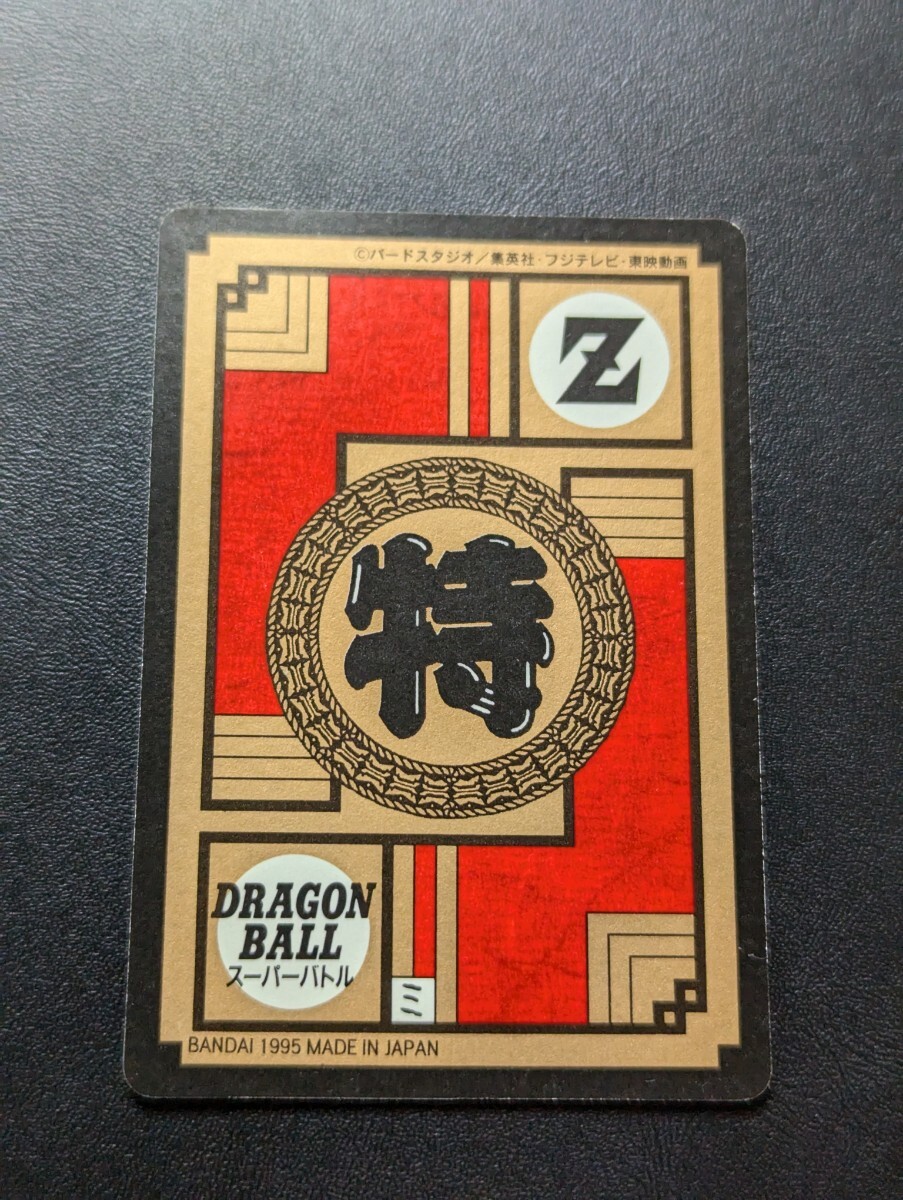 ©バードスタジオ／集英社・フジテレビ・東映動画
Z
特
DRAGON
BALL
スーパーバトル
ミ
BANDAI 1995 MADE IN JAPAN